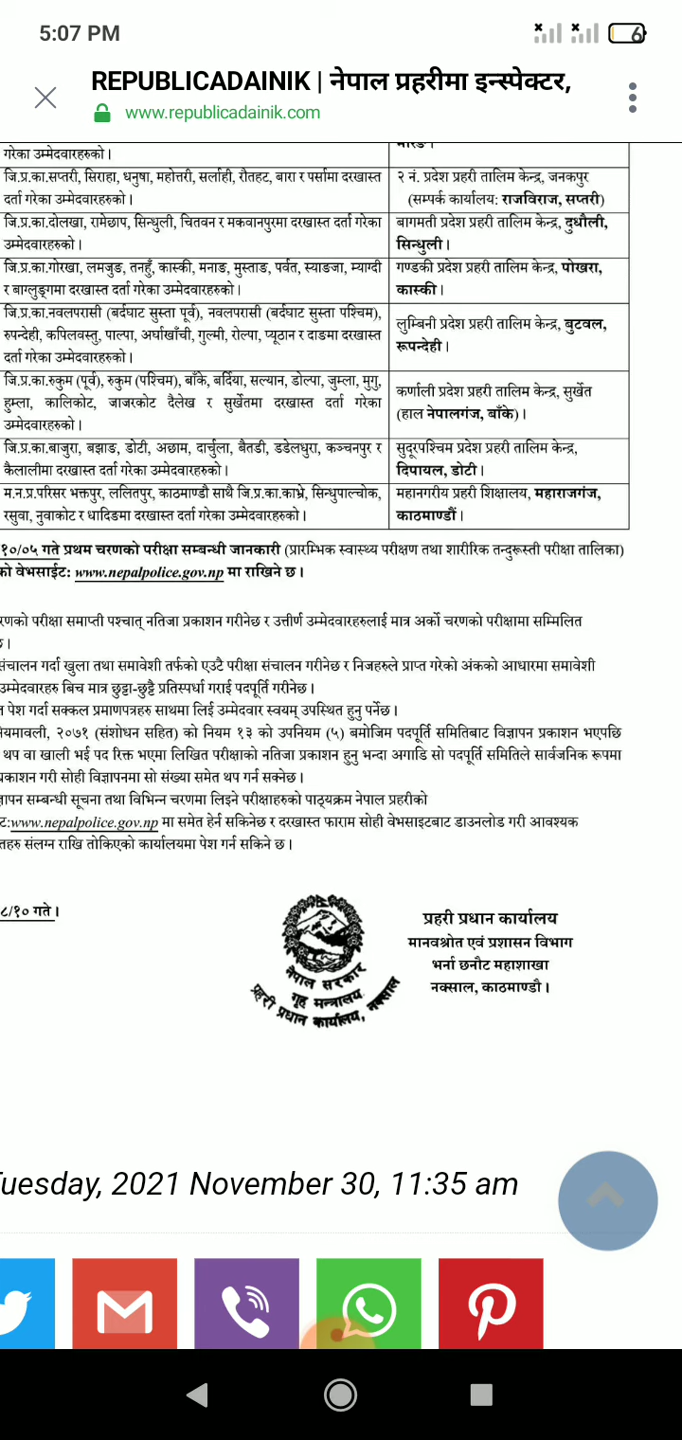 5:07 PM
6
REPUBLICADAINIK | नेपाल प्रहरीमा इन्स्पेक्टर,
www.republicadainik.com
गरेका उम्मेदवारहरुको ।
जि.प्र.का.सप्तरी, सिराहा, धनुषा, महोत्तरी, सर्लाही, रौतहट, बारा र पर्सामा दरखास्त
दर्ता गरेका उम्मेदवारहरुको ।
२ नं. प्रदेश प्रहरी तालिम केन्द्र, जनकपुर
(सम्पर्क कार्यालय: राजविराज, सप्तरी)
जि.प्र.का.दोलखा, रामेछाप, सिन्धुली, चितवन र मकवानपुरमा दरखास्त दर्ता गरेका
उम्मेदवारहरुको ।
बागमती प्रदेश प्रहरी तालिम केन्द्र, दुधौली,
सिन्धुली ।
जि.प्र.का.गोरखा, लमजुङ, तनहुँ, कास्की, मनाङ, मुस्ताङ, पर्वत, स्याङजा, म्याग्दी
र बाग्लुङ्गमा दरखास्त दर्ता गरेका उम्मेदवारहरुको ।
गण्डकी प्रदेश प्रहरी तालिम केन्द्र, पोखरा,
कास्की ।
जि.प्र.का.नवलपरासी (बर्दघाट सुस्ता पूर्व), नवलपरासी (बर्दघाट सुस्ता पश्चिम),
रुपन्देही, कपिलवस्तु, पाल्पा, अर्घाखाँची, गुल्मी, रोल्पा, प्यूठान र दाङमा दरखास्त
दर्ता गरेका उम्मेदवारहरुको ।
लुम्बिनी प्रदेश प्रहरी तालिम केन्द्र, बुटवल,
रूपन्देही ।
जि.प्र.का.रुकुम (पूर्व), रुकुम (पश्चिम), बाँके, बर्दिया, सल्यान, डोल्पा, जुम्ला, मुगु,
हुम्ला, कालिकोट, जाजरकोट दैलेख र सुर्खेतमा दरखास्त दर्ता गरेका
उम्मेदवारहरुको ।
कर्णाली प्रदेश प्रहरी तालिम केन्द्र, सुर्खेत
(हाल नेपालगंज, बाँके) ।
जि.प्र.का.बाजुरा, बझाङ, डोटी, अछाम, दार्चुला, बैतडी, डडेलधुरा, कञ्चनपुर र
कैलालीमा दरखास्त दर्ता गरेका उम्मेदवारहरुको ।
सुदूरपश्चिम प्रदेश प्रहरी तालिम केन्द्र,
दिपायल, डोटी ।
म.न.प्र.परिसर भक्तपुर, ललितपुर, काठमाण्डौ साथै जि.प्र.का.काभ्रे, सिन्धुपाल्चोक,
रसुवा, नुवाकोट र धादिङमा दरखास्त दर्ता गरेका उम्मेदवारहरुको ।
महानगरीय प्रहरी शिक्षालय, महाराजगंज,
काठमाण्डौं ।
१०/०५ गते प्रथम चरणको परीक्षा सम्बन्धी जानकारी (प्रारम्भिक स्वास्थ्य परीक्षण तथा शारीरिक तन्दुरूस्ती परीक्षा तालिका)
को वेभसाईट: www.nepalpolice.gov.np मा राखिने छ ।
रणको परीक्षा समाप्ती पश्चात् नतिजा प्रकाशन गरीनेछ र उत्तीर्ण उम्मेदवारहरुलाई मात्र अर्को चरणको परीक्षामा सम्मिलित
छ ।
संचालन गर्दा खुला तथा समावेशी तर्फको एउटै परीक्षा संचालन गरीनेछ र निजहरुले प्राप्त गरेको अंकको आधारमा समावेशी
उम्मेदवारहरु बिच मात्र छुट्टा-छुट्टै प्रतिस्पर्धा गराई पदपूर्ति गरीनेछ ।
त पेश गर्दा सक्कल प्रमाणपत्रहरु साथमा लिई उम्मेदवार स्वयम् उपस्थित हुनु पर्नेछ ।
नियमावली, २०७१ (संशोधन सहित) को नियम १३ को उपनियम (५) बमोजिम पदपूर्ति समितिबाट विज्ञापन प्रकाशन भएपछि
थप वा खाली भई पद रिक्त भएमा लिखित परीक्षाको नतिजा प्रकाशन हुनु भन्दा अगाडि सो पदपूर्ति समितिले सार्वजनिक रूपमा
प्रकाशन गरी सोही विज्ञापनमा सो संख्या समेत थप गर्न सक्नेछ ।
ज्ञापन सम्बन्धी सूचना तथा विभिन्न चरणमा लिइने परीक्षाहरुको पाठ्यक्रम नेपाल प्रहरीको
ट:www.nepalpolice.gov.np मा समेत हेर्न सकिनेछ र दरखास्त फाराम सोही वेभसाइटबाट डाउनलोड गरी आवश्यक
तहरु संलग्न राखि तोकिएको कार्यालयमा पेश गर्न सकिने छ ।
८/१० गते ।
नेपाल सरकार
गृह मन्त्रालय
प्रहरी प्रधान कार्यालय, नक्साल
प्रहरी प्रधान कार्यालय
मानवश्रोत एवं प्रशासन विभाग
भर्ना छनौट महाशाखा
नक्साल, काठमाण्डौ ।
Tuesday, 2021 November 30, 11:35 am